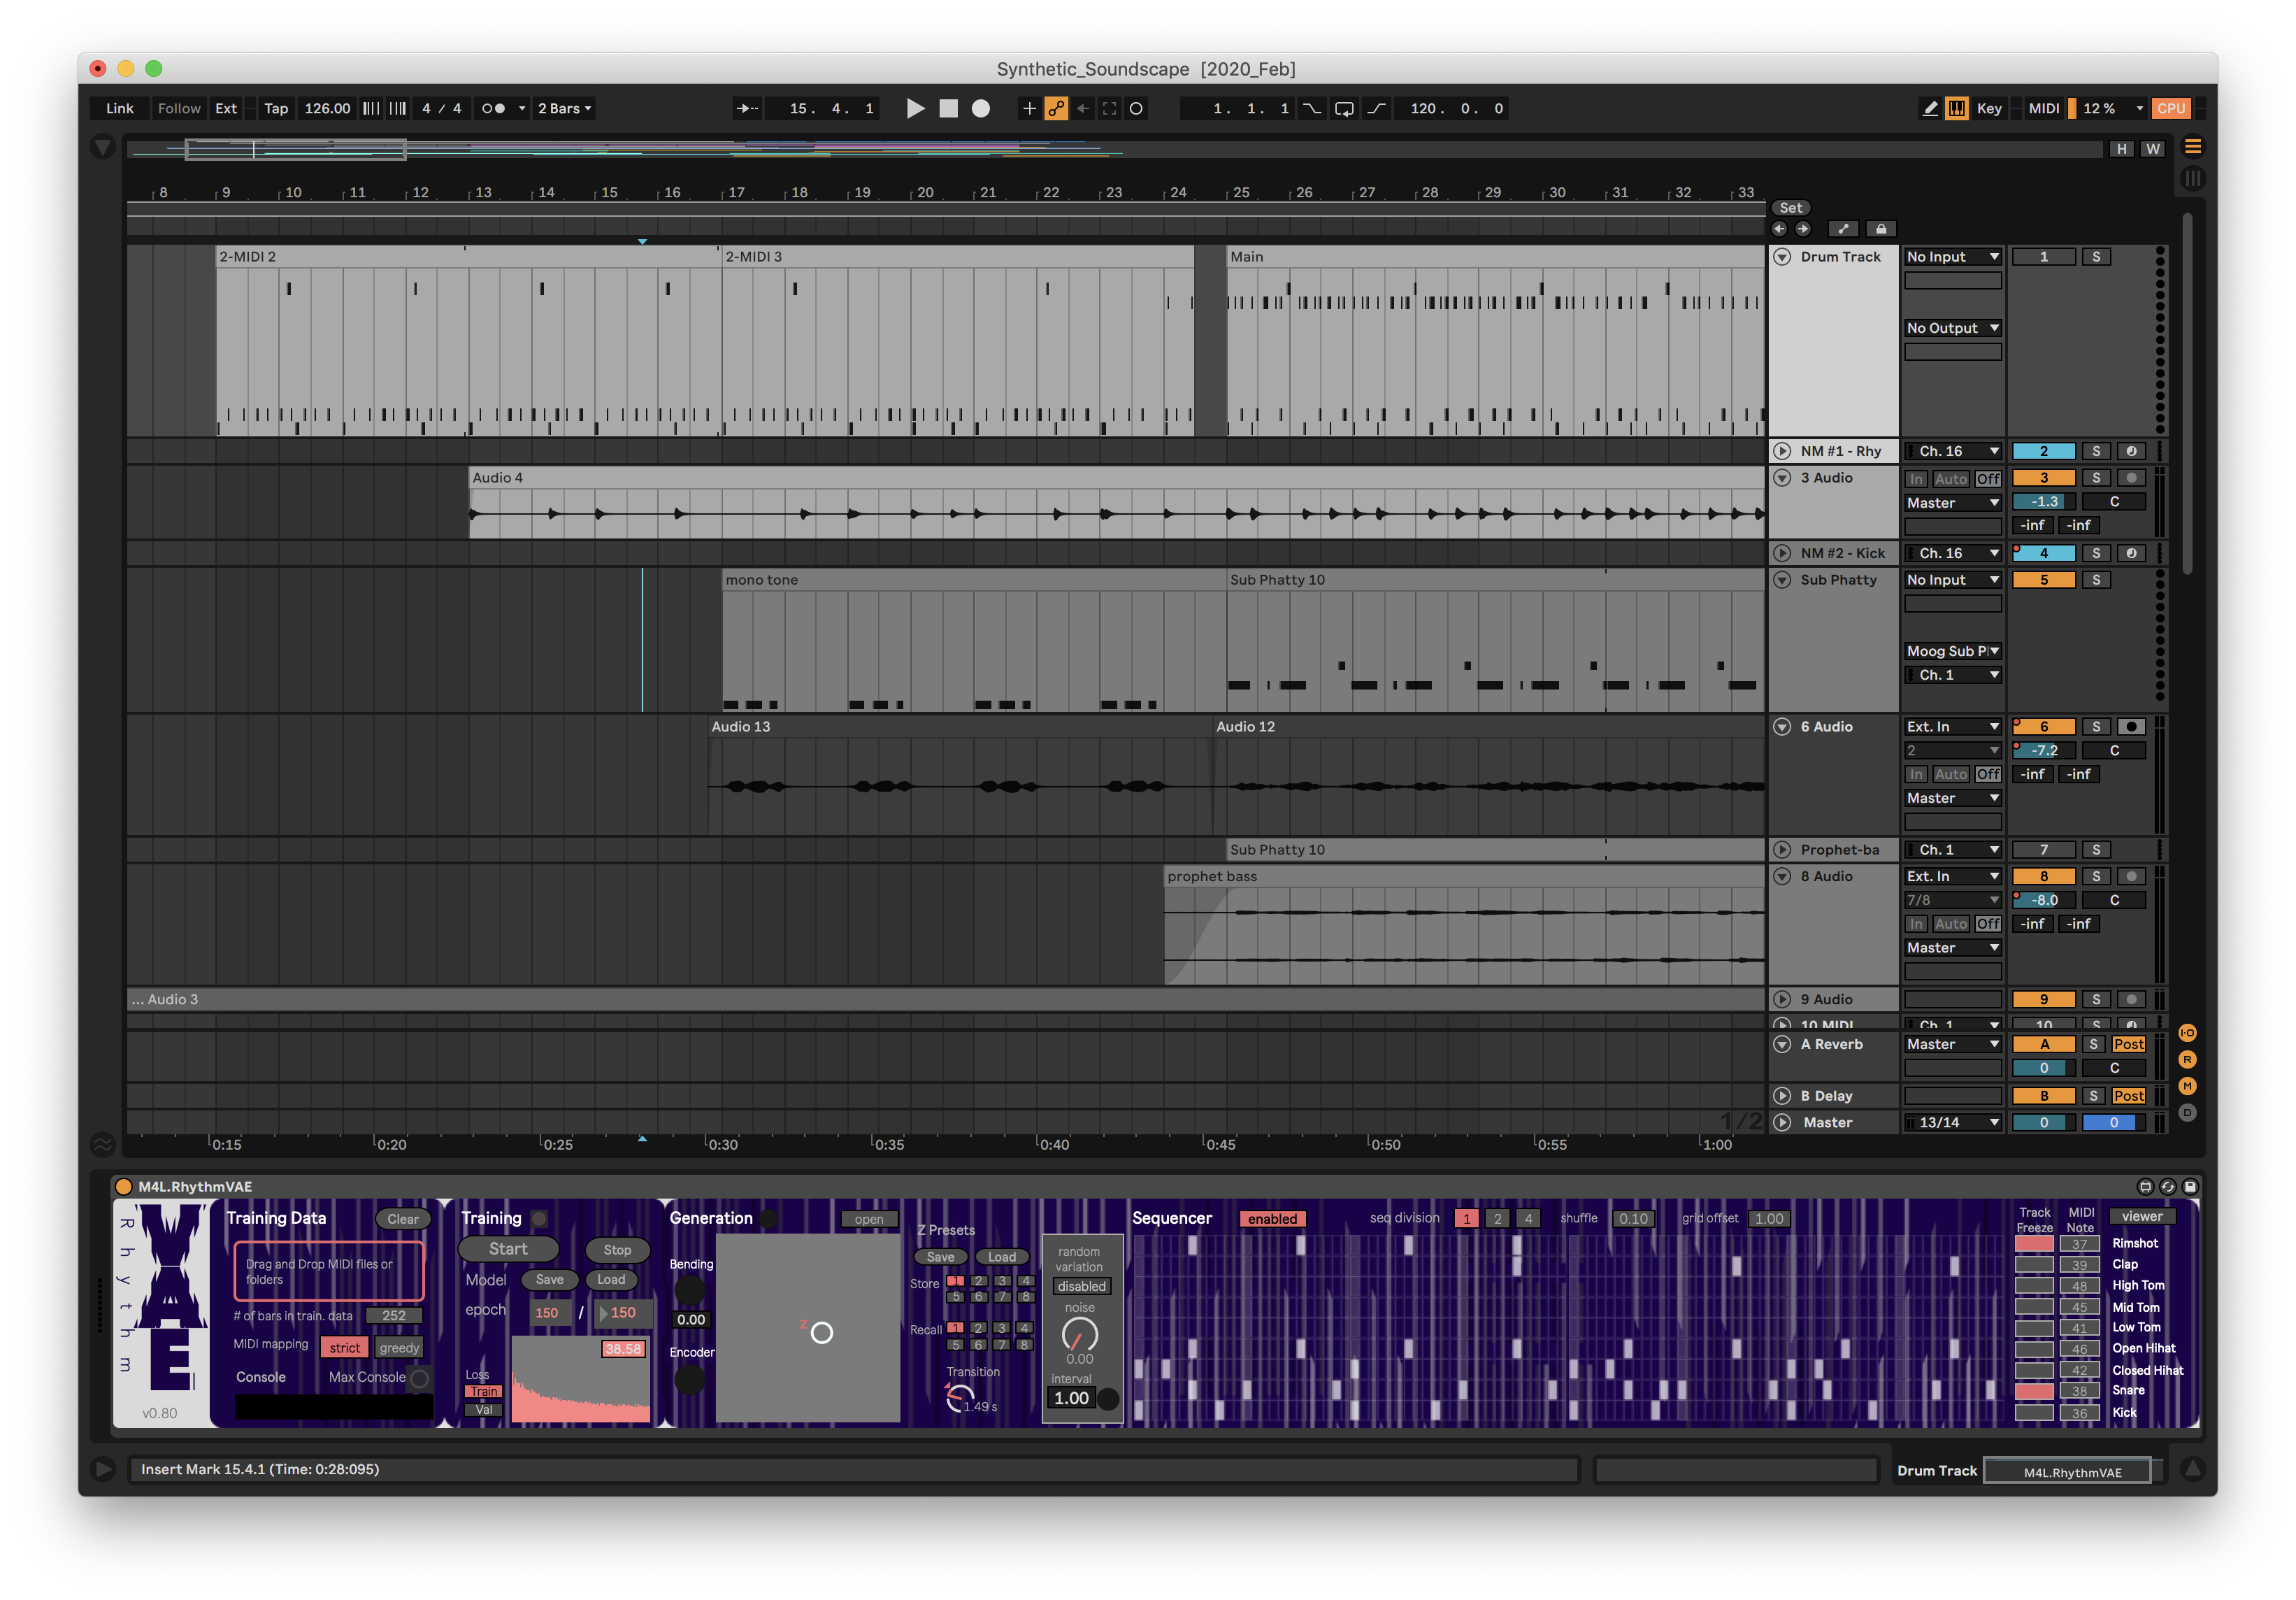 Synthetic_Soundscape [2020_Feb]
Link Follow Ext Tap 126.00 4 / 4 2 Bars 15. 4. 1 1. 1. 1 120. 0. 0 Key MIDI 12 % CPU
H W
8 9 10 11 12 13 14 15 16 17 18 19 20 21 22 23 24 25 26 27 28 29 30 31 32 33
Set
2-MIDI 2 2-MIDI 3 Main Drum Track No Input 1 S
No Output
NM #1 - Rhy Ch. 16 2 S
Audio 4 3 Audio In Auto Off 3 S
Master -1.3 C
-inf -inf
NM #2 - Kick Ch. 16 4 S
mono tone Sub Phatty 10 Sub Phatty No Input 5 S
Moog Sub P
Ch. 1
Audio 13 Audio 12 6 Audio Ext. In 6 S
2 -7.2 C
In Auto Off -inf -inf
Master
Sub Phatty 10 Prophet-ba Ch. 1 7 S
prophet bass 8 Audio Ext. In 8 S
7/8 -8.0 C
In Auto Off -inf -inf
Master
... Audio 3 9 Audio 9 S
10 MIDI Ch. 1 10 S
A Reverb Master A S Post
0 C
B Delay B S Post
1/2 Master 13/14 0 0
I-O
R
M
D
0:15 0:20 0:25 0:30 0:35 0:40 0:45 0:50 0:55 1:00
M4L.RhythmVAE
Rhythm
VAE
v0.80
Training Data Clear
Drag and Drop MIDI files or
folders
# of bars in train. data 252
MIDI mapping strict greedy
Console Max Console
Training
Start Stop
Model Save Load
epoch 150 / 150
38.58
Loss
Train
Val
Generation open
Bending
0.00
Encoder
z
Z Presets
Save Load
Store 1 2 3 4
5 6 7 8
Recall 1 2 3 4
5 6 7 8
Transition
1.49 s
random
variation
disabled
noise
0.00
interval
1.00
Sequencer enabled seq division 1 2 4 shuffle 0.10 grid offset 1.00
Track
Freeze
MIDI
Note
viewer
37 Rimshot
39 Clap
48 High Tom
45 Mid Tom
41 Low Tom
46 Open Hihat
42 Closed Hihat
38 Snare
36 Kick
Insert Mark 15.4.1 (Time: 0:28:095) Drum Track M4L.RhythmVAE